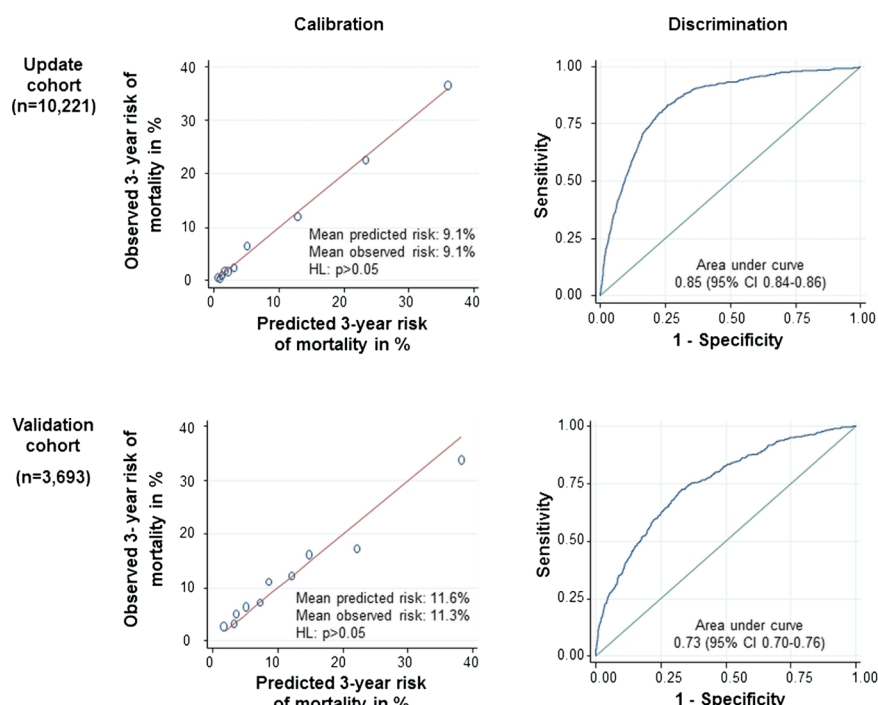 Calibration
Discrimination
Update
cohort
(n=10,221)
Observed 3- year risk of
mortality in %
40
30
20
10
0
Mean predicted risk: 9.1%
Mean observed risk: 9.1%
HL: p>0.05
0
10
20
30
40
Predicted 3-year risk
of mortality in %
Sensitivity
1.00
0.75
0.50
0.25
0.00
Area under curve
0.85 (95% CI 0.84-0.86)
0.00
0.25
0.50
0.75
1.00
1 - Specificity
Validation
cohort
(n=3,693)
Observed 3- year risk of
mortality in %
40
30
20
10
0
Mean predicted risk: 11.6%
Mean observed risk: 11.3%
HL: p>0.05
0
10
20
30
40
Predicted 3-year risk
of mortality in %
Sensitivity
1.00
0.75
0.50
0.25
0.00
Area under curve
0.73 (95% CI 0.70-0.76)
0.00
0.25
0.50
0.75
1.00
1 - Specificity